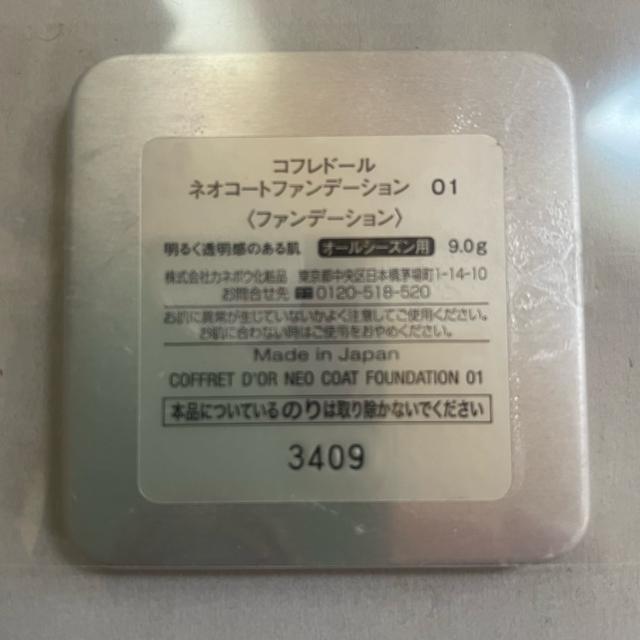 コフレドール
ネオコートファンデーション 01
〈ファンデーション〉
明るく透明感のある肌 オールシーズン用 9.0g
株式会社カネボウ化粧品 東京都中央区日本橋茅場町1-14-10
お問合せ先 0120-518-520
お肌に異常が生じていないかよく注意してご使用ください。
お肌に合わない時はご使用をおやめください。
Made in Japan
COFFRET D'OR NEO COAT FOUNDATION 01
本品についているのりは取り除かないでください
3409